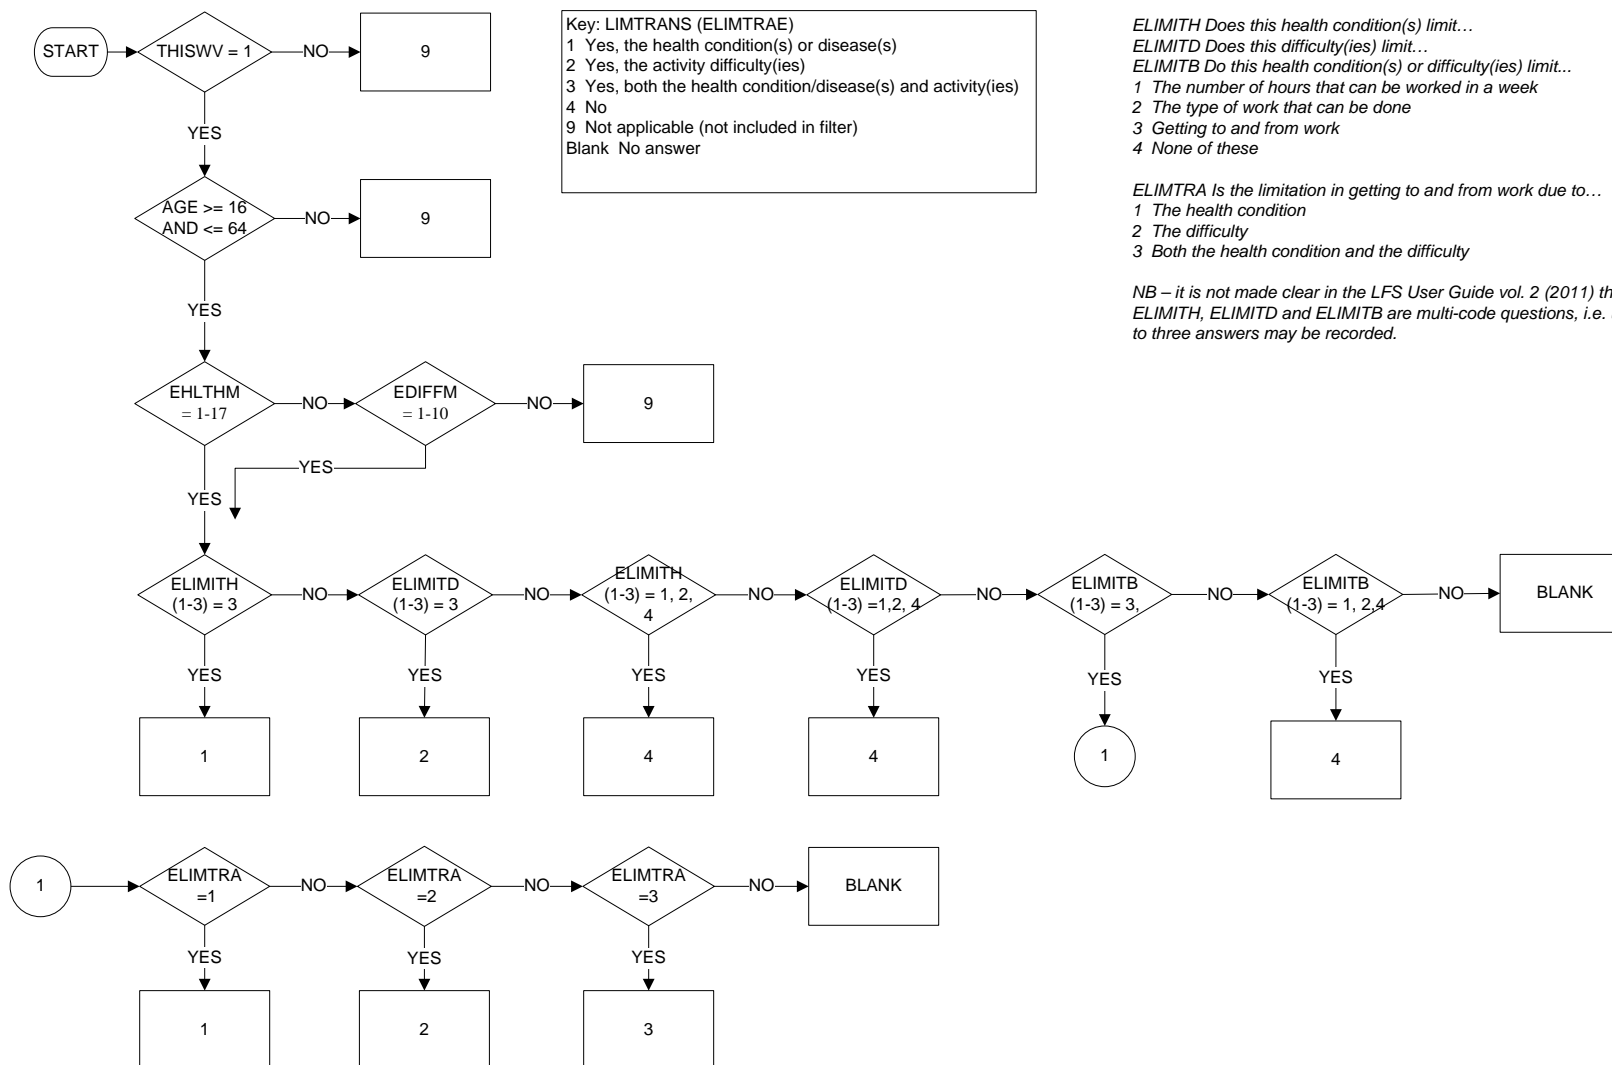 START
THISWV = 1
NO
9
Key: LIMTRANS (ELIMTRAE)
1 Yes, the health condition(s) or disease(s)
2 Yes, the activity difficulty(ies)
3 Yes, both the health condition/disease(s) and activity(ies)
4 No
9 Not applicable (not included in filter)
Blank No answer
ELIMITH Does this health condition(s) limit…
ELIMITD Does this difficulty(ies) limit…
ELIMITB Do this health condition(s) or difficulty(ies) limit...
1 The number of hours that can be worked in a week
2 The type of work that can be done
3 Getting to and from work
4 None of these
ELIMTRA Is the limitation in getting to and from work due to…
1 The health condition
2 The difficulty
3 Both the health condition and the difficulty
NB – it is not made clear in the LFS User Guide vol. 2 (2011)
ELIMITH, ELIMITD and ELIMITB are multi-code questions, i.e.
to three answers may be recorded.
YES
AGE >= 16
AND <= 64
NO
9
YES
EHLTHM
= 1-17
NO
EDIFFM
= 1-10
NO
9
YES
YES
ELIMITH
(1-3) = 3
NO
ELIMITD
(1-3) = 3
NO
ELIMITH
(1-3) = 1, 2,
4
NO
ELIMITD
(1-3) =1,2, 4
NO
ELIMITB
(1-3) = 3,
NO
ELIMITB
(1-3) = 1, 2,4
NO
BLANK
YES
YES
YES
YES
YES
YES
1
2
4
4
1
4
1
ELIMTRA
=1
NO
ELIMTRA
=2
NO
ELIMTRA
=3
NO
BLANK
YES
YES
YES
1
2
3